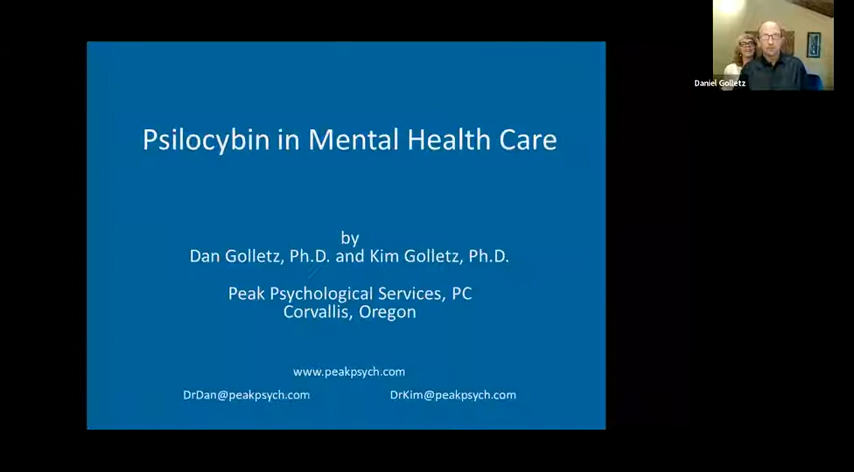 Psilocybin in Mental Health Care
by
Dan Golletz, Ph.D. and Kim Golletz, Ph.D.
Peak Psychological Services, PC
Corvallis, Oregon
www.peakpsych.com
DrDan@peakpsych.com DrKim@peakpsych.com
Daniel Golletz